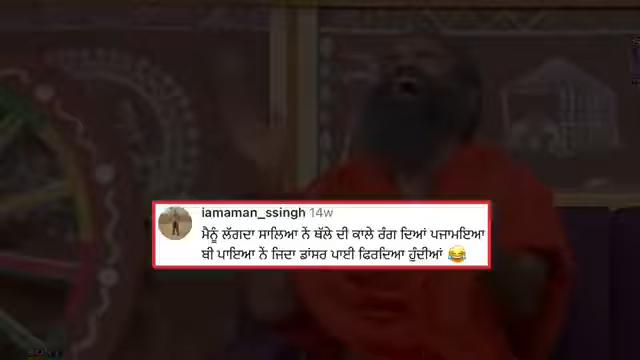 iamaman_ssingh 14w
ਮੈਨੂੰ ਲੱਗਦਾ ਸਾਲਿਆ ਨੇਂ ਥੱਲੇ ਦੀ ਕਾਲੇ ਰੰਗ ਦਿਆਂ ਪਜਾਮਇਆ
ਬੀ ਪਾਇਆ ਨੇਂ ਜਿਦਾ ਡਾਂਸਰ ਪਾਈ ਫਿਰਦਿਆ ਹੁੰਦੀਆਂ 😂